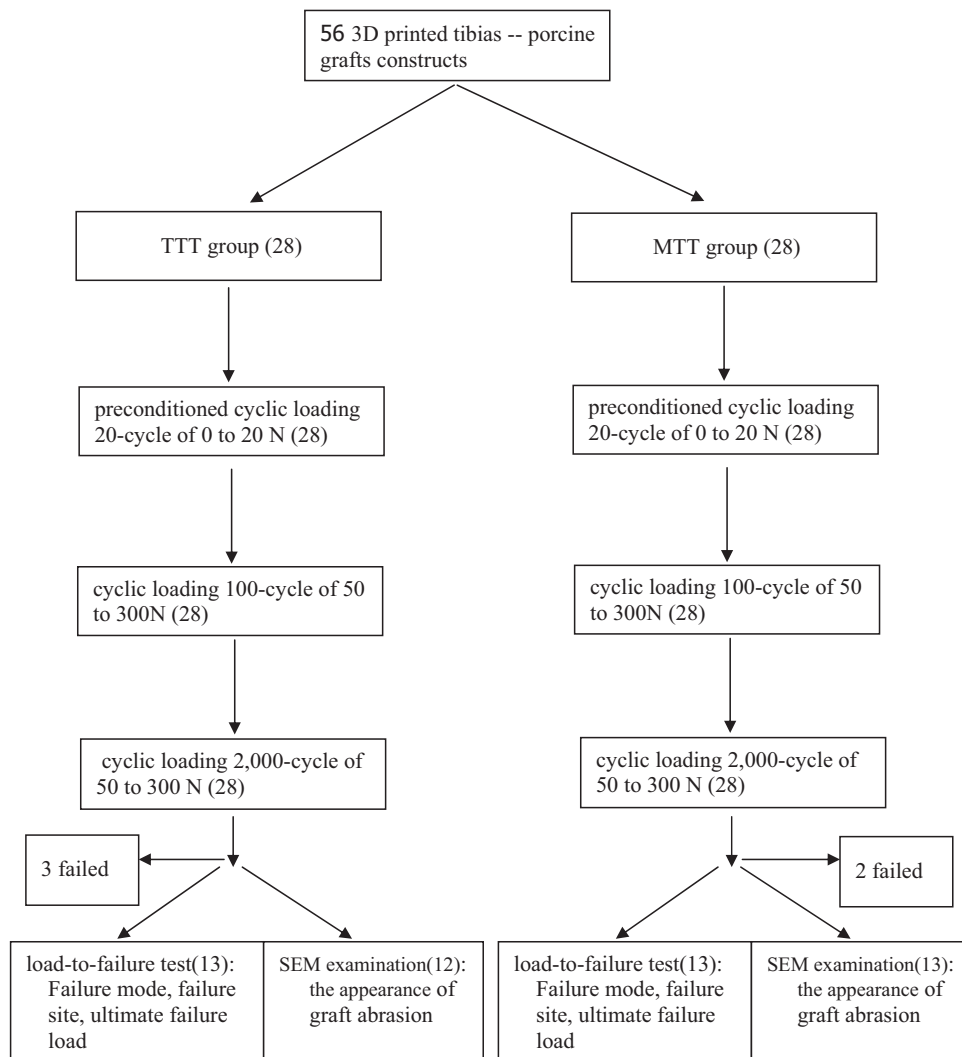 56 3D printed tibias -- porcine
grafts constructs
TTT group (28)
MTT group (28)
preconditioned cyclic loading
20-cycle of 0 to 20 N (28)
preconditioned cyclic loading
20-cycle of 0 to 20 N (28)
cyclic loading 100-cycle of 50
to 300N (28)
cyclic loading 100-cycle of 50
to 300N (28)
cyclic loading 2,000-cycle of
50 to 300 N (28)
cyclic loading 2,000-cycle of
50 to 300 N (28)
3 failed
2 failed
load-to-failure test(13):
Failure mode, failure
site, ultimate failure
load
SEM examination(12):
the appearance of
graft abrasion
load-to-failure test(13):
Failure mode, failure
site, ultimate failure
load
SEM examination(13):
the appearance of
graft abrasion